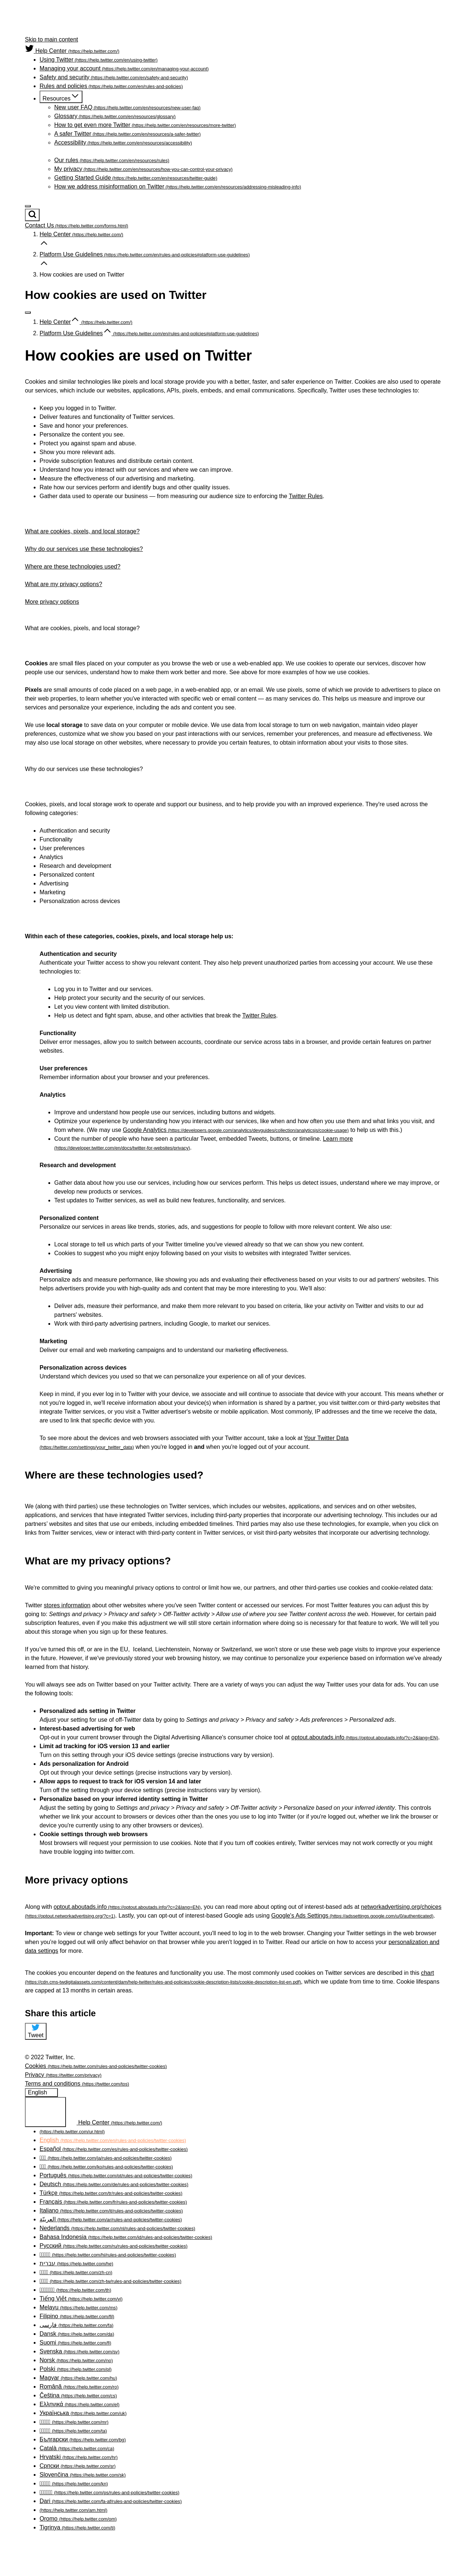 Skip to main content
Help Center (https://help.twitter.com/)
Using Twitter (https://help.twitter.com/en/using-twitter)
Managing your account (https://help.twitter.com/en/managing-your-account)
Safety and security (https://help.twitter.com/en/safety-and-security)
Rules and policies (https://help.twitter.com/en/rules-and-policies)
Resources
New user FAQ (https://help.twitter.com/en/resources/new-user-faq)
Glossary (https://help.twitter.com/en/resources/glossary)
How to get even more Twitter (https://help.twitter.com/en/resources/more-twitter)
A safer Twitter (https://help.twitter.com/en/resources/a-safer-twitter)
Accessibility (https://help.twitter.com/en/resources/accessibility)
Our rules (https://help.twitter.com/en/resources/rules)
My privacy (https://help.twitter.com/en/resources/how-you-can-control-your-privacy)
Getting Started Guide (https://help.twitter.com/en/resources/twitter-guide)
How we address misinformation on Twitter (https://help.twitter.com/en/resources/addressing-misleading-info)
Contact Us (https://help.twitter.com/forms.html)
1. Help Center (https://help.twitter.com/)
2. Platform Use Guidelines (https://help.twitter.com/en/rules-and-policies#platform-use-guidelines)
3. How cookies are used on Twitter
How cookies are used on Twitter
1. Help Center (https://help.twitter.com/)
2. Platform Use Guidelines (https://help.twitter.com/en/rules-and-policies#platform-use-guidelines)
How cookies are used on Twitter
Cookies and similar technologies like pixels and local storage provide you with a better, faster, and safer experience on Twitter. Cookies are also used to operate
our services, which include our websites, applications, APIs, pixels, embeds, and email communications. Specifically, Twitter uses these technologies to:
Keep you logged in to Twitter.
Deliver features and functionality of Twitter services.
Save and honor your preferences.
Personalize the content you see.
Protect you against spam and abuse.
Show you more relevant ads.
Provide subscription features and distribute certain content.
Understand how you interact with our services and where we can improve.
Measure the effectiveness of our advertising and marketing.
Rate how our services perform and identify bugs and other quality issues.
Gather data used to operate our business — from measuring our audience size to enforcing the Twitter Rules.
What are cookies, pixels, and local storage?
Why do our services use these technologies?
Where are these technologies used?
What are my privacy options?
More privacy options
What are cookies, pixels, and local storage?
Cookies are small files placed on your computer as you browse the web or use a web-enabled app. We use cookies to operate our services, discover how
people use our services, understand how to make them work better and more. See above for more examples of how we use cookies.
Pixels are small amounts of code placed on a web page, in a web-enabled app, or an email. We use pixels, some of which we provide to advertisers to place on
their web properties, to learn whether you've interacted with specific web or email content — as many services do. This helps us measure and improve our
services and personalize your experience, including the ads and content you see.
We use local storage to save data on your computer or mobile device. We use data from local storage to turn on web navigation, maintain video player
preferences, customize what we show you based on your past interactions with our services, remember your preferences, and measure ad effectiveness. We
may also use local storage on other websites, where necessary to provide you certain features, to obtain information about your visits to those sites.
Why do our services use these technologies?
Cookies, pixels, and local storage work to operate and support our business, and to help provide you with an improved experience. They're used across the
following categories:
Authentication and security
Functionality
User preferences
Analytics
Research and development
Personalized content
Advertising
Marketing
Personalization across devices
Within each of these categories, cookies, pixels, and local storage help us:
Authentication and security
Authenticate your Twitter access to show you relevant content. They also help prevent unauthorized parties from accessing your account. We use these
technologies to:
Log you in to Twitter and our services.
Help protect your security and the security of our services.
Let you view content with limited distribution.
Help us detect and fight spam, abuse, and other activities that break the Twitter Rules.
Functionality
Deliver error messages, allow you to switch between accounts, coordinate our service across tabs in a browser, and provide certain features on partner
websites.
User preferences
Remember information about your browser and your preferences.
Analytics
Improve and understand how people use our services, including buttons and widgets.
Optimize your experience by understanding how you interact with our services, like when and how often you use them and what links you visit, and
from where. (We may use Google Analytics (https://developers.google.com/analytics/devguides/collection/analyticsjs/cookie-usage) to help us with this.)
Count the number of people who have seen a particular Tweet, embedded Tweets, buttons, or timeline. Learn more
(https://developer.twitter.com/en/docs/twitter-for-websites/privacy).
Research and development
Gather data about how you use our services, including how our services perform. This helps us detect issues, understand where we may improve, or
develop new products or services.
Test updates to Twitter services, as well as build new features, functionality, and services.
Personalized content
Personalize our services in areas like trends, stories, ads, and suggestions for people to follow with more relevant content. We also use:
Local storage to tell us which parts of your Twitter timeline you've viewed already so that we can show you new content.
Cookies to suggest who you might enjoy following based on your visits to websites with integrated Twitter services.
Advertising
Personalize ads and measure performance, like showing you ads and evaluating their effectiveness based on your visits to our ad partners' websites. This
helps advertisers provide you with high-quality ads and content that may be more interesting to you. We'll also:
Deliver ads, measure their performance, and make them more relevant to you based on criteria, like your activity on Twitter and visits to our ad
partners' websites.
Work with third-party advertising partners, including Google, to market our services.
Marketing
Deliver our email and web marketing campaigns and to understand our marketing effectiveness.
Personalization across devices
Understand which devices you used so that we can personalize your experience on all of your devices.
Keep in mind, if you ever log in to Twitter with your device, we associate and will continue to associate that device with your account. This means whether or
not you're logged in, we'll receive information about your device(s) when information is shared by a partner, you visit twitter.com or third-party websites that
integrate Twitter services, or you visit a Twitter advertiser's website or mobile application. Most commonly, IP addresses and the time we receive the data,
are used to link that specific device with you.
To see more about the devices and web browsers associated with your Twitter account, take a look at Your Twitter Data
(https://twitter.com/settings/your_twitter_data) when you're logged in and when you're logged out of your account.
Where are these technologies used?
We (along with third parties) use these technologies on Twitter services, which includes our websites, applications, and services and on other websites,
applications, and services that have integrated Twitter services, including third-party properties that incorporate our advertising technology. This includes our ad
partners' websites and sites that use our embeds, including embedded timelines. Third parties may also use these technologies, for example, when you click on
links from Twitter services, view or interact with third-party content in Twitter services, or visit third-party websites that incorporate our advertising technology.
What are my privacy options?
We're committed to giving you meaningful privacy options to control or limit how we, our partners, and other third-parties use cookies and cookie-related data:
Twitter stores information about other websites where you've seen Twitter content or accessed our services. For most Twitter features you can adjust this by
going to: Settings and privacy > Privacy and safety > Off-Twitter activity > Allow use of where you see Twitter content across the web. However, for certain paid
subscription features, even if you make this adjustment we will still store certain information where doing so is necessary for that feature to work. We will tell you
about this storage when you sign up for these features.
If you've turned this off, or are in the EU, Iceland, Liechtenstein, Norway or Switzerland, we won't store or use these web page visits to improve your experience
in the future. However, if we've previously stored your web browsing history, we may continue to personalize your experience based on information we've already
learned from that history.
You will always see ads on Twitter based on your Twitter activity. There are a variety of ways you can adjust the way Twitter uses your data for ads. You can use
the following tools:
Personalized ads setting in Twitter
Adjust your setting for use of off-Twitter data by going to Settings and privacy > Privacy and safety > Ads preferences > Personalized ads.
Interest-based advertising for web
Opt-out in your current browser through the Digital Advertising Alliance's consumer choice tool at optout.aboutads.info (https://optout.aboutads.info/?c=2&lang=EN).
Limit ad tracking for iOS version 13 and earlier
Turn on this setting through your iOS device settings (precise instructions vary by version).
Ads personalization for Android
Opt out through your device settings (precise instructions vary by version).
Allow apps to request to track for iOS version 14 and later
Turn off the setting through your device settings (precise instructions vary by version).
Personalize based on your inferred identity setting in Twitter
Adjust the setting by going to Settings and privacy > Privacy and safety > Off-Twitter activity > Personalize based on your inferred identity. This controls
whether we link your account to browsers or devices other than the ones you use to log into Twitter (or if you're logged out, whether we link the browser or
device you're currently using to any other browsers or devices).
Cookie settings through web browsers
Most browsers will request your permission to use cookies. Note that if you turn off cookies entirely, Twitter services may not work correctly or you might
have trouble logging into twitter.com.
More privacy options
Along with optout.aboutads.info (https://optout.aboutads.info/?c=2&lang=EN), you can read more about opting out of interest-based ads at networkadvertising.org/choices
(https://optout.networkadvertising.org/?c=1). Lastly, you can opt-out of interest-based Google ads using Google's Ads Settings (https://adssettings.google.com/u/0/authenticated).
Important: To view or change web settings for your Twitter account, you'll need to log in to the web browser. Changing your Twitter settings in the web browser
when you're logged out will only affect behavior on that browser while you aren't logged in to Twitter. Read our article on how to access your personalization and
data settings for more.
The cookies you encounter depend on the features and functionality you use. The most commonly used cookies on Twitter services are described in this chart
(https://cdn.cms-twdigitalassets.com/content/dam/help-twitter/rules-and-policies/cookie-description-lists/cookie-description-list-en.pdf), which we update from time to time. Cookie lifespans
are capped at 13 months in certain areas.
Share this article
Tweet
© 2022 Twitter, Inc.
Cookies (https://help.twitter.com/rules-and-policies/twitter-cookies)
Privacy (https://twitter.com/privacy)
Terms and conditions (https://twitter.com/tos)
English
Help Center (https://help.twitter.com/)
(https://help.twitter.com/ur.html)
English (https://help.twitter.com/en/rules-and-policies/twitter-cookies)
Español (https://help.twitter.com/es/rules-and-policies/twitter-cookies)
(https://help.twitter.com/ja/rules-and-policies/twitter-cookies)
(https://help.twitter.com/ko/rules-and-policies/twitter-cookies)
Português (https://help.twitter.com/pt/rules-and-policies/twitter-cookies)
Deutsch (https://help.twitter.com/de/rules-and-policies/twitter-cookies)
Türkçe (https://help.twitter.com/tr/rules-and-policies/twitter-cookies)
Français (https://help.twitter.com/fr/rules-and-policies/twitter-cookies)
Italiano (https://help.twitter.com/it/rules-and-policies/twitter-cookies)
العربيّة (https://help.twitter.com/ar/rules-and-policies/twitter-cookies)
Nederlands (https://help.twitter.com/nl/rules-and-policies/twitter-cookies)
Bahasa Indonesia (https://help.twitter.com/id/rules-and-policies/twitter-cookies)
Русский (https://help.twitter.com/ru/rules-and-policies/twitter-cookies)
(https://help.twitter.com/hi/rules-and-policies/twitter-cookies)
עברית (https://help.twitter.com/he)
(https://help.twitter.com/zh-cn)
(https://help.twitter.com/zh-tw/rules-and-policies/twitter-cookies)
(https://help.twitter.com/th)
Tiếng Việt (https://help.twitter.com/vi)
Melayu (https://help.twitter.com/ms)
Filipino (https://help.twitter.com/fil)
فارسی (https://help.twitter.com/fa)
Dansk (https://help.twitter.com/da)
Suomi (https://help.twitter.com/fi)
Svenska (https://help.twitter.com/sv)
Norsk (https://help.twitter.com/no)
Polski (https://help.twitter.com/pl)
Magyar (https://help.twitter.com/hu)
Română (https://help.twitter.com/ro)
Čeština (https://help.twitter.com/cs)
Ελληνικά (https://help.twitter.com/el)
Українська (https://help.twitter.com/uk)
(https://help.twitter.com/mr)
(https://help.twitter.com/ta)
Български (https://help.twitter.com/bg)
Català (https://help.twitter.com/ca)
Hrvatski (https://help.twitter.com/hr)
Српски (https://help.twitter.com/sr)
Slovenčina (https://help.twitter.com/sk)
(https://help.twitter.com/kn)
(https://help.twitter.com/ps/rules-and-policies/twitter-cookies)
Dari (https://help.twitter.com/fa-af/rules-and-policies/twitter-cookies)
(https://help.twitter.com/am.html)
Oromo (https://help.twitter.com/om)
Tigrinya (https://help.twitter.com/ti)